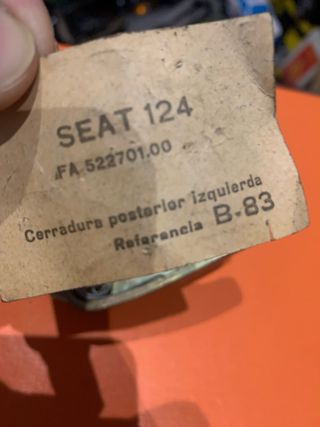 SEAT 124
FA 522701.00
Cerradura posterior izquierda
Referencia B-83